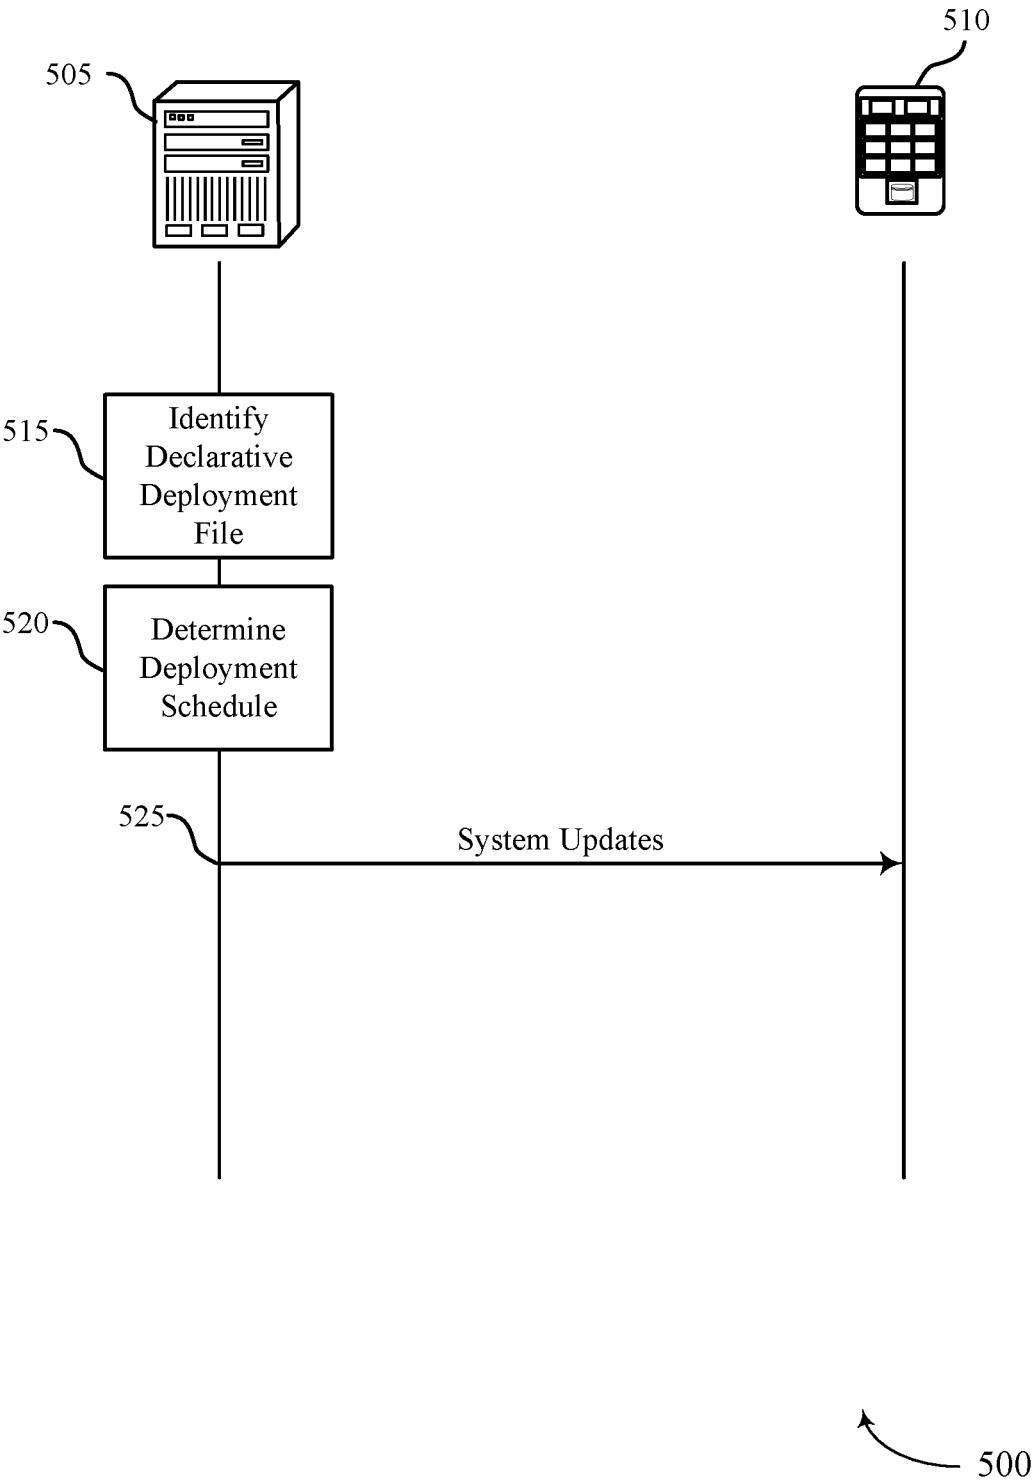 510
505
515
Identify
Declarative
Deployment
File
520
Determine
Deployment
Schedule
525
System Updates
500